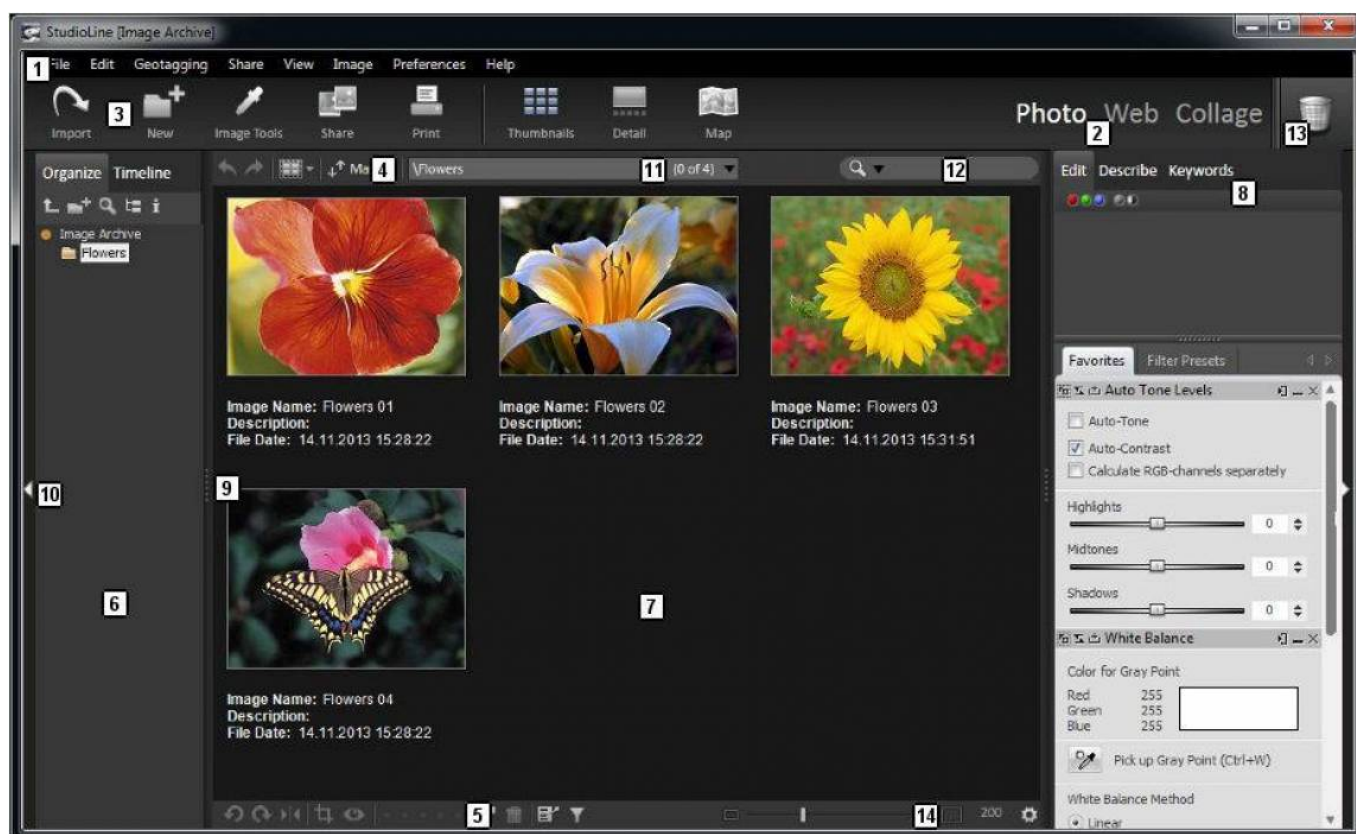 StudioLine [Image Archive]
1 File Edit Geotagging Share View Image Preferences Help
3
Import New Image Tools Share Print Thumbnails Detail Map
Photo Web Collage
2
13
Organize Timeline
4
\Flowers
11
(0 of 4)
12
Edit Describe Keywords
8
Image Archive
Flowers
Image Name: Flowers 01
Description:
File Date: 14.11.2013 15:28:22
Image Name: Flowers 02
Description:
File Date: 14.11.2013 15:28:22
Image Name: Flowers 03
Description:
File Date: 14.11.2013 15:31:51
9
10
6
7
Image Name: Flowers 04
Description:
File Date: 14.11.2013 15:28:22
5
14
200
Favorites Filter Presets
Auto Tone Levels
Auto-Tone
Auto-Contrast
Calculate RGB-channels separately
Highlights
0
Midtones
0
Shadows
0
White Balance
Color for Gray Point
Red 255
Green 255
Blue 255
Pick up Gray Point (Ctrl+W)
White Balance Method
Linear